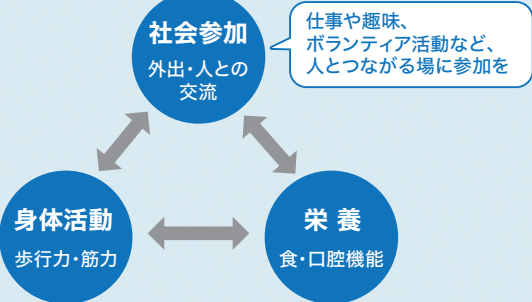 社会参加
外出・人との
交流
仕事や趣味、
ボランティア活動など、
人とつながる場に参加を
身体活動
歩行力・筋力
栄養
食・口腔機能